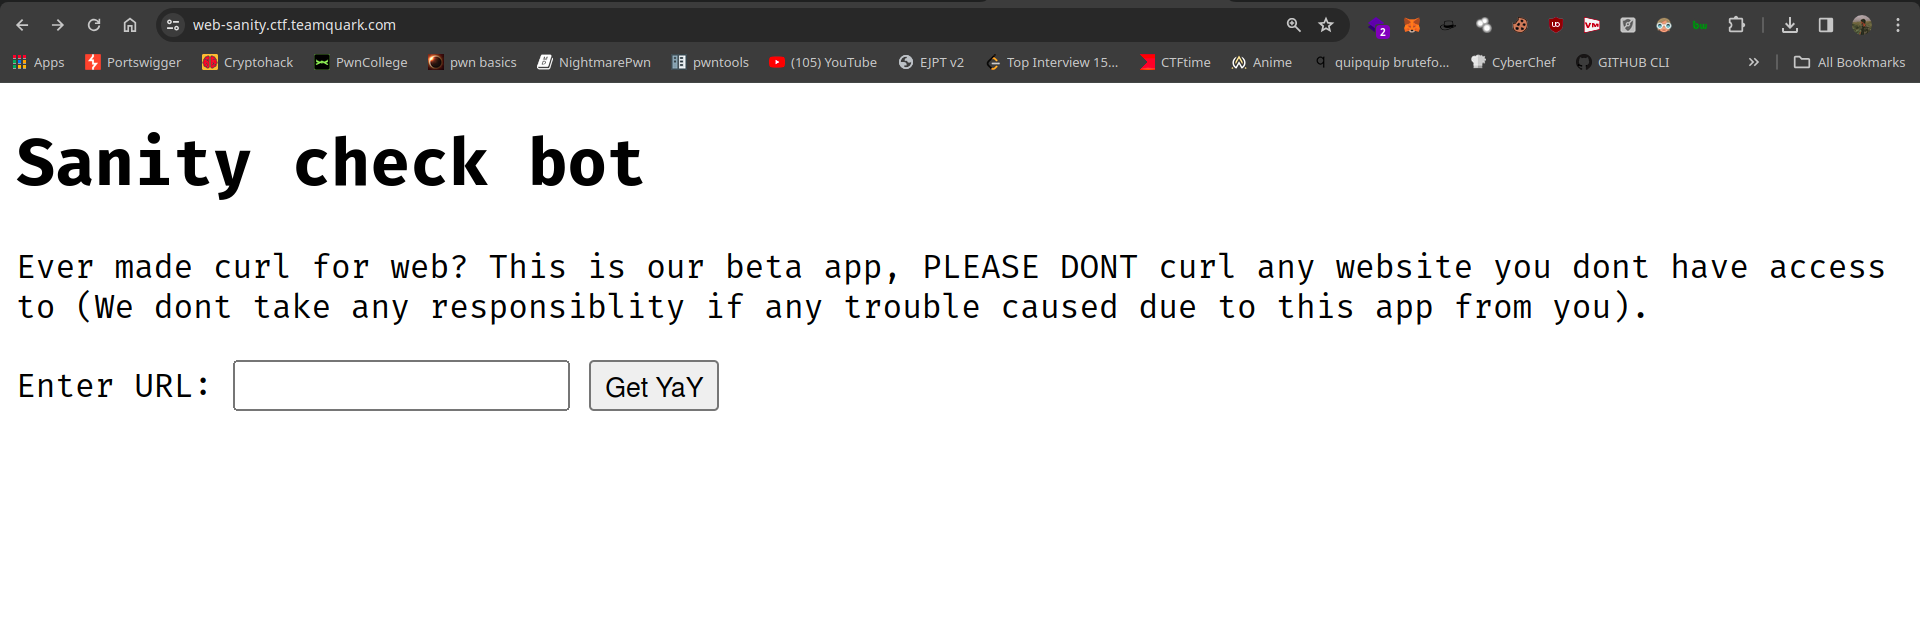 web-sanity.ctf.teamquark.com
2
Apps Portswigger Cryptohack PwnCollege pwn basics NightmarePwn pwntools (105) YouTube EJPT v2 Top Interview 15... CTFtime Anime quipquip brutefo... CyberChef GITHUB CLI » All Bookmarks
Sanity check bot
Ever made curl for web? This is our beta app, PLEASE DONT curl any website you dont have access
to (We dont take any responsiblity if any trouble caused due to this app from you).
Enter URL: Get YaY